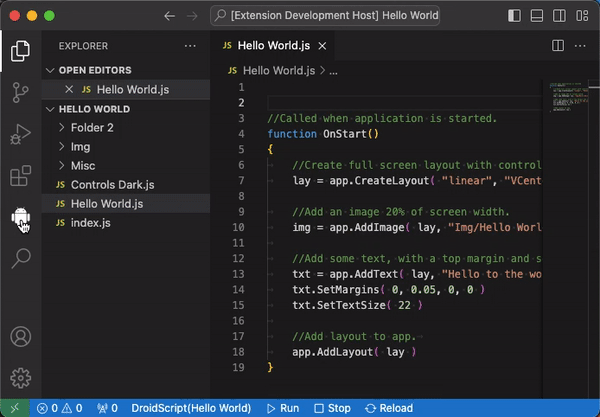 [Extension Development Host] Hello World
EXPLORER
OPEN EDITORS
JS Hello World.js
HELLO WORLD
Folder 2
Img
Misc
JS Controls Dark.js
JS Hello World.js
JS index.js
JS Hello World.js
JS Hello World.js > ...
1
2
3 //Called when application is started.
4 function OnStart()
5 {
6 //Create full screen layout with control
7 lay = app.CreateLayout( "linear", "VCent
8
9 //Add an image 20% of screen width.
10 img = app.AddImage( lay, "Img/Hello Worl
11
12 //Add some text, with a top margin and s
13 txt = app.AddText( lay, "Hello to the wo
14 txt.SetMargins( 0, 0.05, 0, 0 )
15 txt.SetTextSize( 22 )
16
17 //Add layout to app.
18 app.AddLayout( lay )
19 }
0 0 0 DroidScript(Hello World) Run Stop Reload